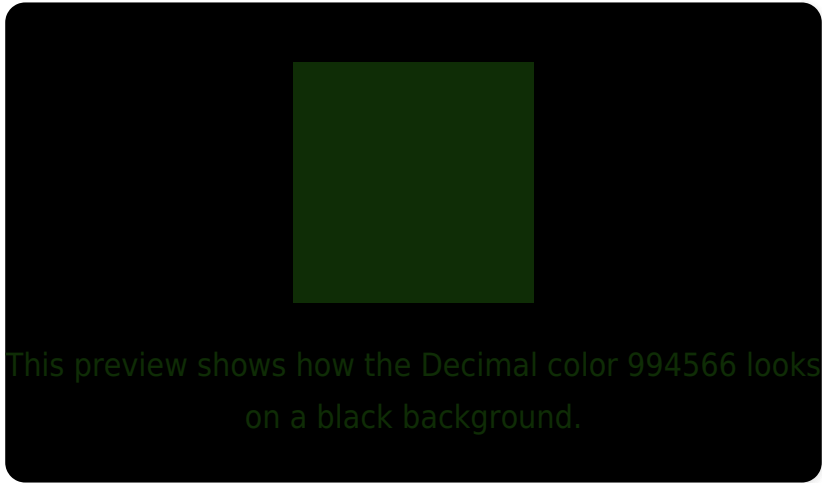 This preview shows how the Decimal color 994566 looks
on a black background.